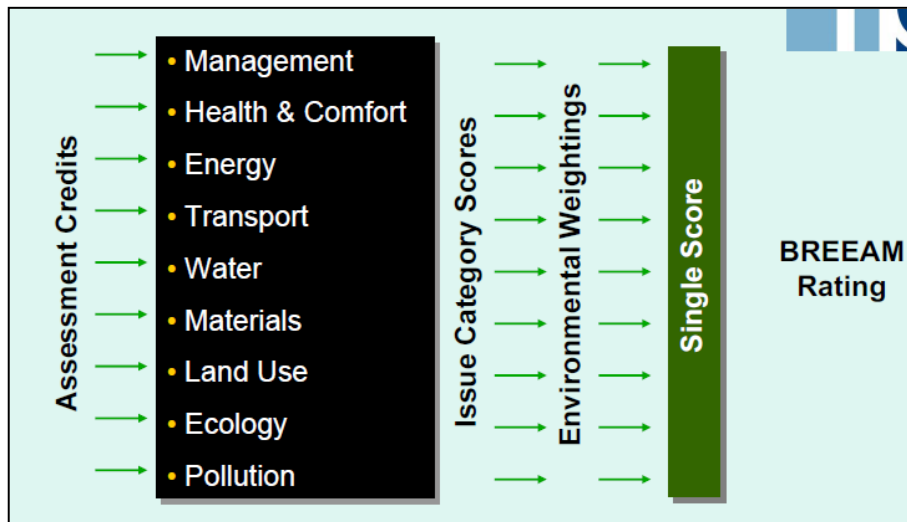 Assessment Credits
• Management
• Health & Comfort
• Energy
• Transport
• Water
• Materials
• Land Use
• Ecology
• Pollution
Issue Category Scores
Environmental Weightings
Single Score
BREEAM
Rating